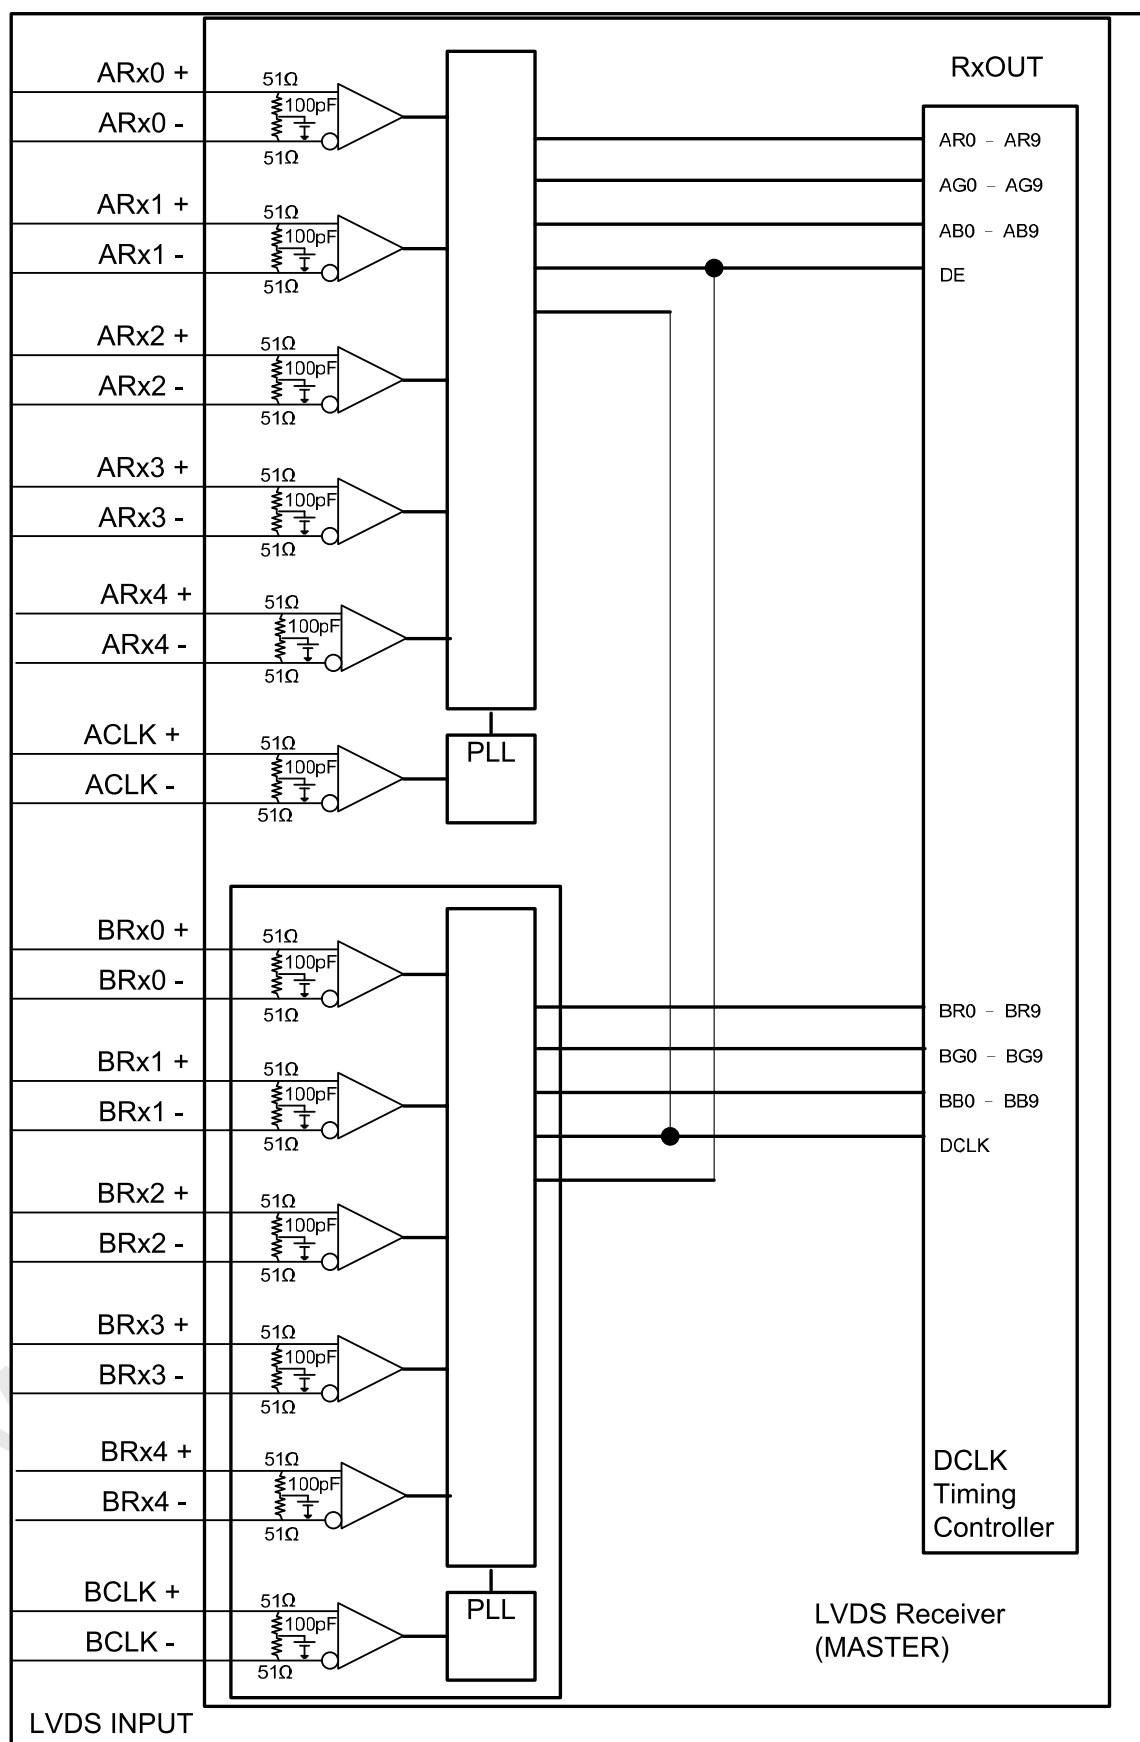 RxOUT
ARx0 +
51Ω
100pF
ARx0 -
51Ω
AR0 - AR9
AG0 - AG9
ARx1 +
51Ω
100pF
AB0 - AB9
ARx1 -
51Ω
DE
ARx2 +
51Ω
100pF
ARx2 -
51Ω
ARx3 +
51Ω
100pF
ARx3 -
51Ω
ARx4 +
51Ω
100pF
ARx4 -
51Ω
ACLK +
51Ω
PLL
100pF
ACLK -
51Ω
BRx0 +
51Ω
100pF
BRx0 -
51Ω
BR0 - BR9
BG0 - BG9
BRx1 +
51Ω
100pF
BB0 - BB9
BRx1 -
51Ω
DCLK
BRx2 +
51Ω
100pF
BRx2 -
51Ω
BRx3 +
51Ω
100pF
BRx3 -
51Ω
BRx4 +
51Ω
100pF
BRx4 -
51Ω
DCLK
Timing
Controller
BCLK +
51Ω
PLL
100pF
BCLK -
51Ω
LVDS Receiver
(MASTER)
LVDS INPUT